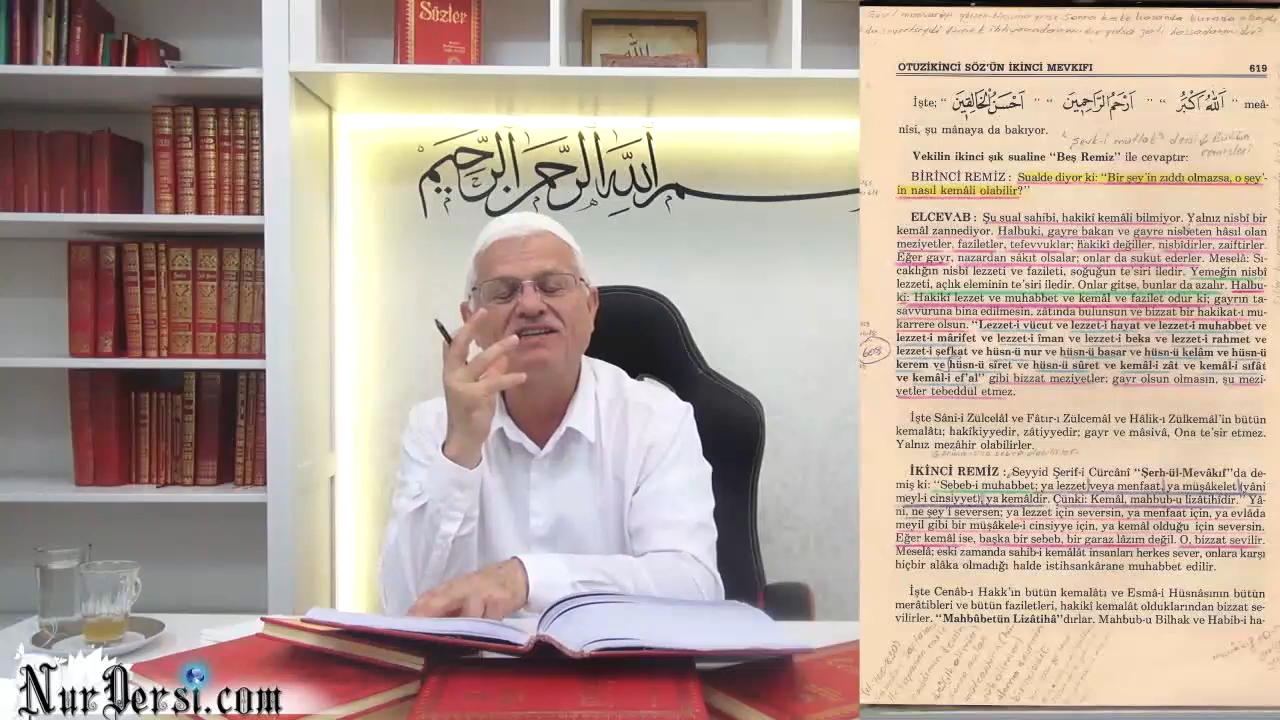 Sözler
الله
بسم الله الرحمن الرحيم
NurDersi.com
OTUZİKİNCİ SÖZ'ÜN İKİNCİ MEVKIFI 619
İşte; “ اَللّٰهُ اَكْبَرُ ” “ اَرْحَمُ الرَّاحِمِينَ ” “ اَحْسَنُ الْخَالِقِينَ ” meâ-
nîsi, şu mânaya da bakıyor.
Vekilin ikinci şık sualine “Beş Remiz” ile cevaptır:
BİRİNCİ REMİZ : Sualde diyor ki: “Bir şey'in zıddı olmazsa, o şey'-
in nasıl kemâli olabilir?”
ELCEVAB : Şu sual sahibi, hakikî kemâli bilmiyor. Yalnız nisbî bir
kemâl zannediyor. Halbuki, gayre bakan ve gayre nisbeten hâsıl olan
meziyetler, faziletler, tefevvuklar; hakikî değiller, nisbîdirler, zaiftirler.
Eğer gayr, nazardan sâkıt olsalar; onlar da sukut ederler. Meselâ: Sı-
caklığın nisbî lezzeti ve fazileti, soğuğun te'siri iledir. Yemeğin nisbî
lezzeti, açlık eleminin te'siri iledir. Onlar gitse, bunlar da azalır. Halbu-
ki: Hakikî lezzet ve muhabbet ve kemâl ve fazilet odur ki; gayrın ta-
savvuruna bina edilmesin, zâtında bulunsun ve bizzat bir hakikat-ı mu-
karrere olsun. “Lezzet-i vücut ve lezzet-i hayat ve lezzet-i muhabbet ve
lezzet-i mârifet ve lezzet-i îman ve lezzet-i beka ve lezzet-i rahmet ve
lezzet-i şefkat ve hüsn-ü nur ve hüsn-ü basar ve hüsn-ü kelâm ve hüsn-ü
kerem ve hüsn-ü sîret ve hüsn-ü sûret ve kemâl-i zât ve kemâl-i sıfât
ve kemâl-i ef'al” gibi bizzat meziyetler; gayr olsun olmasın, şu mezi-
yetler tebeddül etmez.
İşte Sâni-i Zülcelâl ve Fâtır-ı Zülcemâl ve Hâlik-ı Zülkemâl'in bütün
kemalâtı; hakîkiyyedir, zâtiyyedir; gayr ve mâsivâ, Ona te'sir etmez.
Yalnız mezâhir olabilirler.
İKİNCİ REMİZ : Seyyid Şerif-i Cürcânî “Şerh-ül-Mevâkıf”da de-
miş ki: “Sebeb-i muhabbet; ya lezzet veya menfaat, ya müşâkelet (yâni
meyl-i cinsiyyet), ya kemâldir. Çünki: Kemâl, mahbub-u lizâtihîdir.” Yâ-
ni, ne şey'i seversen; ya lezzet için seversin, ya menfaat için, ya evlâda
meyil gibi bir müşâkele-i cinsiyye için, ya kemâl olduğu için seversin.
Eğer kemâl ise, başka bir sebeb, bir garaz lâzım değil. O, bizzat sevilir.
Meselâ; eski zamanda sahib-i kemâlât insanları herkes sever, onlara karşı
hiçbir alâka olmadığı halde istihsankârane muhabbet edilir.
İşte Cenâb-ı Hakk'ın bütün kemalâtı ve Esmâ-i Hüsnâsının bütün
merâtibleri ve bütün faziletleri, hakikî kemalât olduklarından bizzat se-
vilirler. “Mahbûbetün Lizâtihâ”dırlar. Mahbub-u Bilhak ve Habib-i ha-